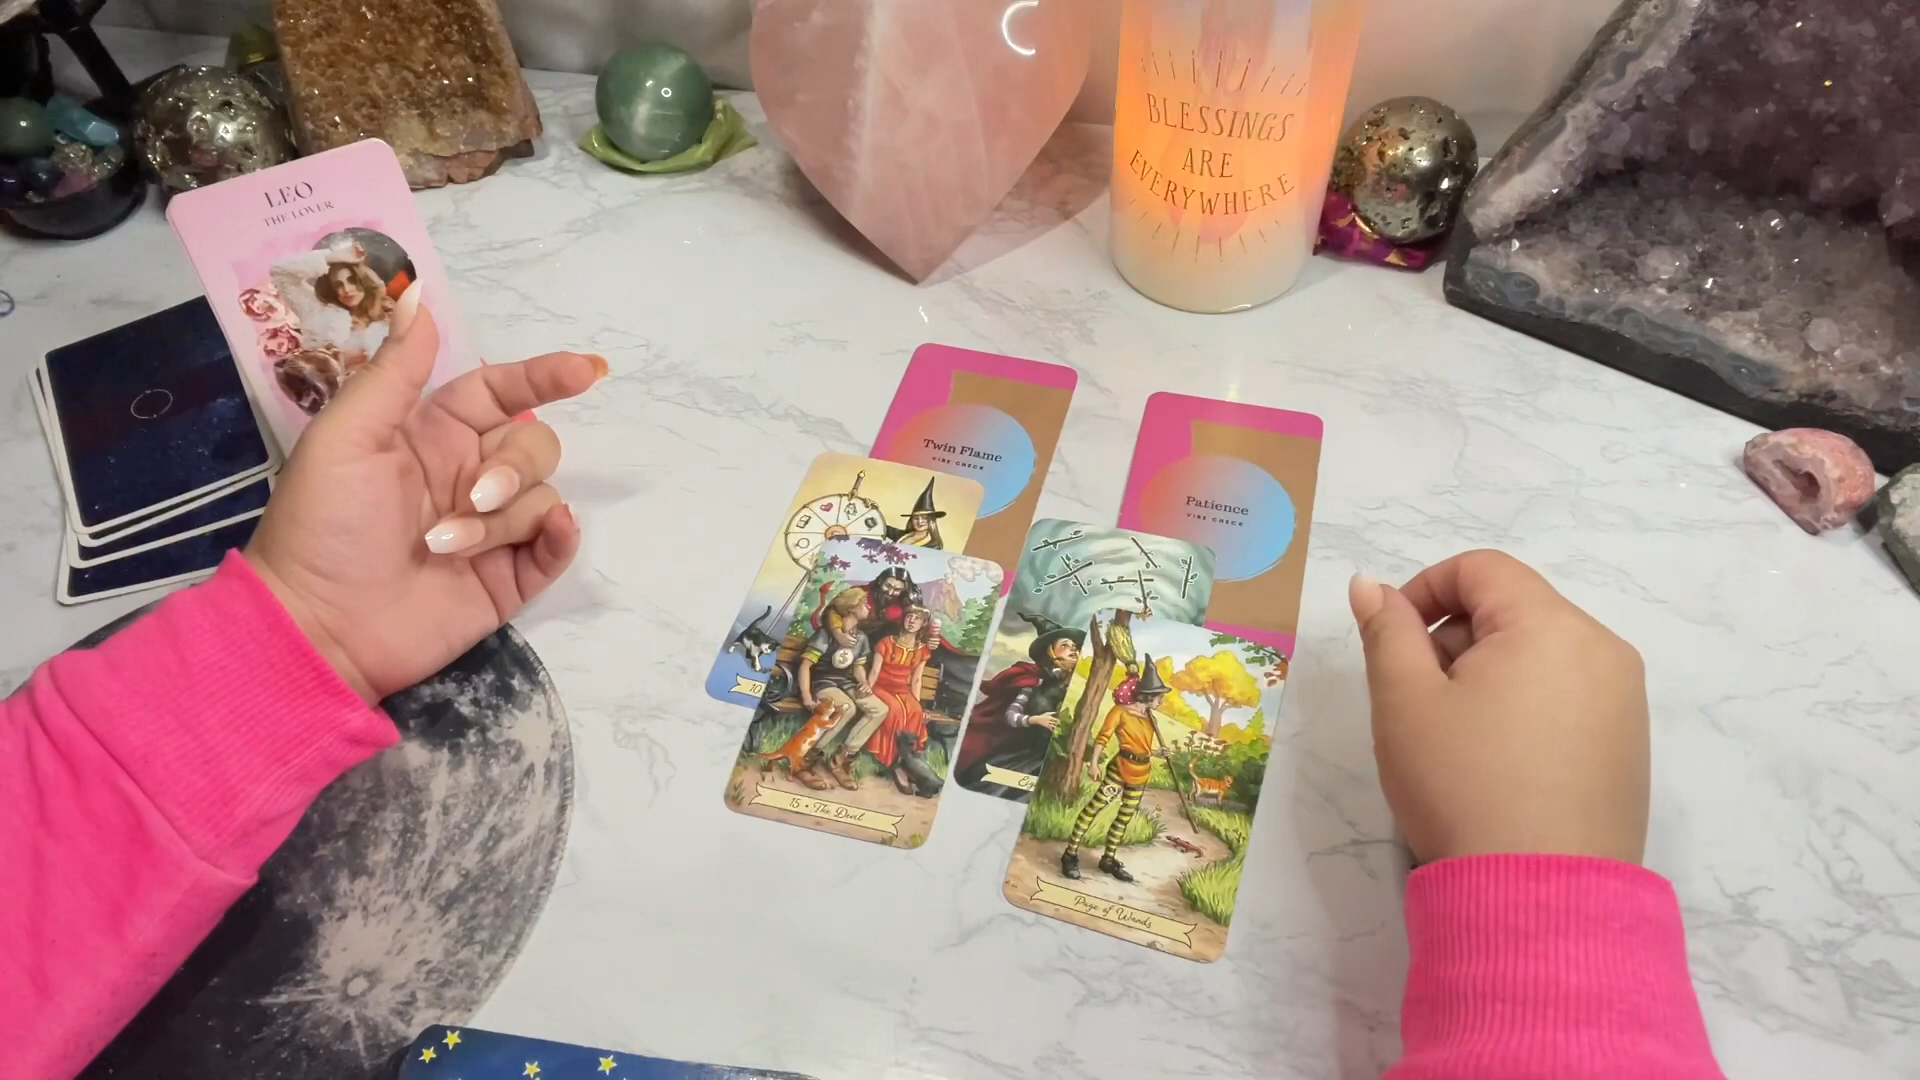 LEO
THE LOVER
BLESSINGS
ARE
EVERYWHERE
Twin Flame
VIBE CHECK
Patience
VIBE CHECK
10
15 • The Devil
Page of Wands